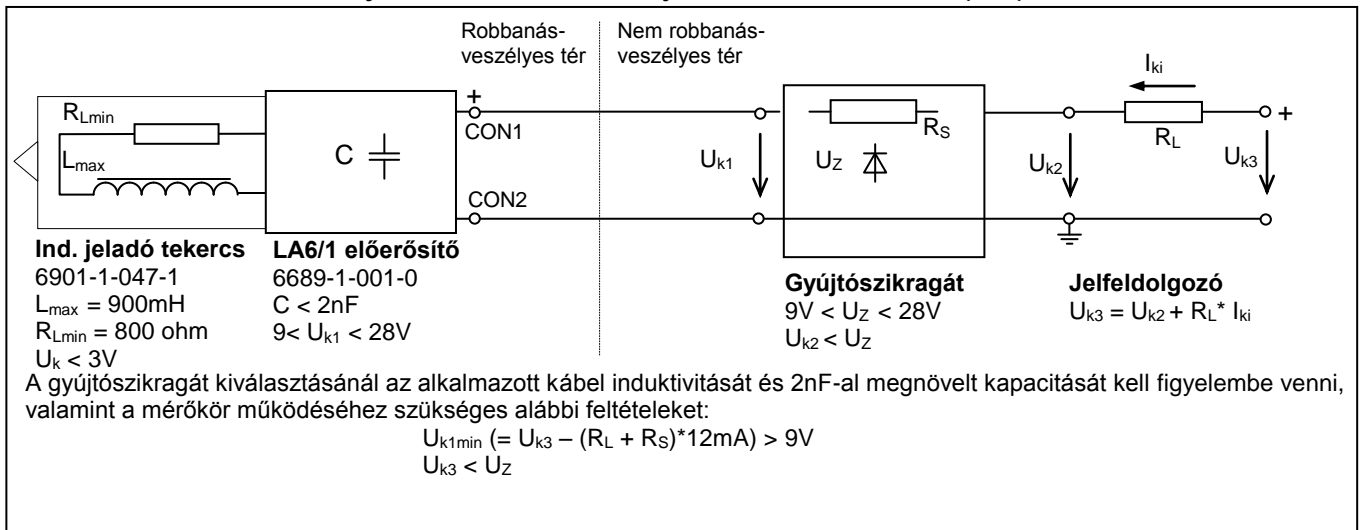 Robbanás-
veszélyes tér
Nem robbanás-
veszélyes tér
Iki
RLmin
Lmax
C
+
CON1
CON2
Uk1
RS
UZ
Uk2
RL
+
Uk3
Ind. jeladó tekercs
6901-1-047-1
Lmax = 900mH
RLmin = 800 ohm
Uk < 3V
LA6/1 előerősítő
6689-1-001-0
C < 2nF
9< Uk1 < 28V
Gyújtószikragát
9V < UZ < 28V
Uk2 < UZ
Jelfeldolgozó
Uk3 = Uk2 + RL* Iki
A gyújtószikragát kiválasztásánál az alkalmazott kábel induktivitását és 2nF-al megnövelt kapacitását kell figyelembe venni,
valamint a mérőkör működéséhez szükséges alábbi feltételeket:
Uk1min (= Uk3 – (RL + RS)*12mA) > 9V
Uk3 < UZ